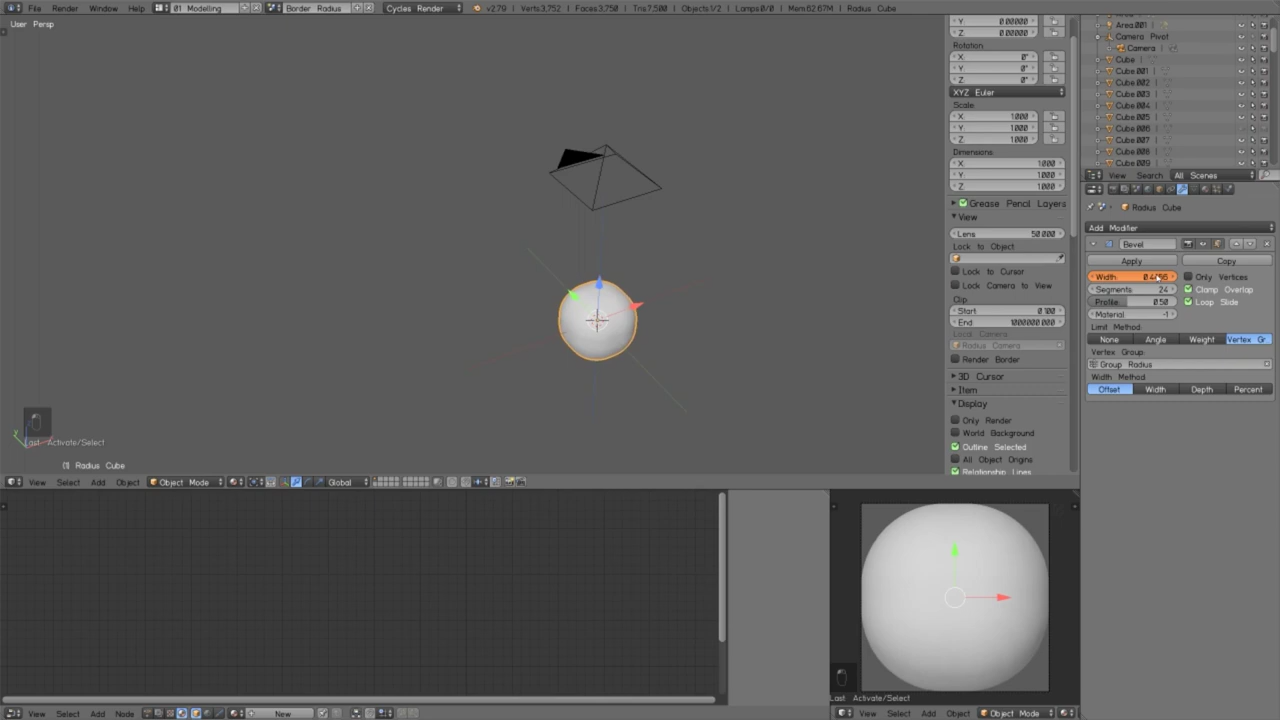 File Render Window Help 01 Modelling Border Radius Cycles Render v2.79 | Verts:3,752 | Faces:3,750 | Tris:7,500 | Objects:1/2 | Lamps:0/0 | Mem:62.67M | Radius Cube
User Persp
Y: 0.00000
Z: 0.00000
Rotation:
X: 0°
Y: 0°
Z: 0°
XYZ Euler
Scale:
X: 1.000
Y: 1.000
Z: 1.000
Dimensions:
X: 1.000
Y: 1.000
Z: 1.000
Grease Pencil Layers
View
Lens: 50.000
Lock to Object:
Lock to Cursor
Lock Camera to View
Clip:
Start: 0.100
End: 1000000.000
Local Camera:
Radius Camera
Render Border
3D Cursor
Item
Display
Only Render
World Background
Outline Selected
All Object Origins
Relationship Lines
Last: Activate/Select
(1) Radius Cube
View Select Add Object Object Mode Global
Area.001
Camera Pivot
Camera
Cube
Cube.001
Cube.002
Cube.003
Cube.004
Cube.005
Cube.006
Cube.007
Cube.008
Cube.009
View Search All Scenes
Radius Cube
Add Modifier
Bevel
Apply Copy
Width: Only Vertices
Segments: 24 Clamp Overlap
Profile: 0.50 Loop Slide
Material: -1
Limit Method:
None Angle Weight Vertex Gr
Vertex Group:
Group Radius
Width Method:
Offset Width Depth Percent
Last: Activate/Select
View Select Add Node New
View Select Add Object Object Mode